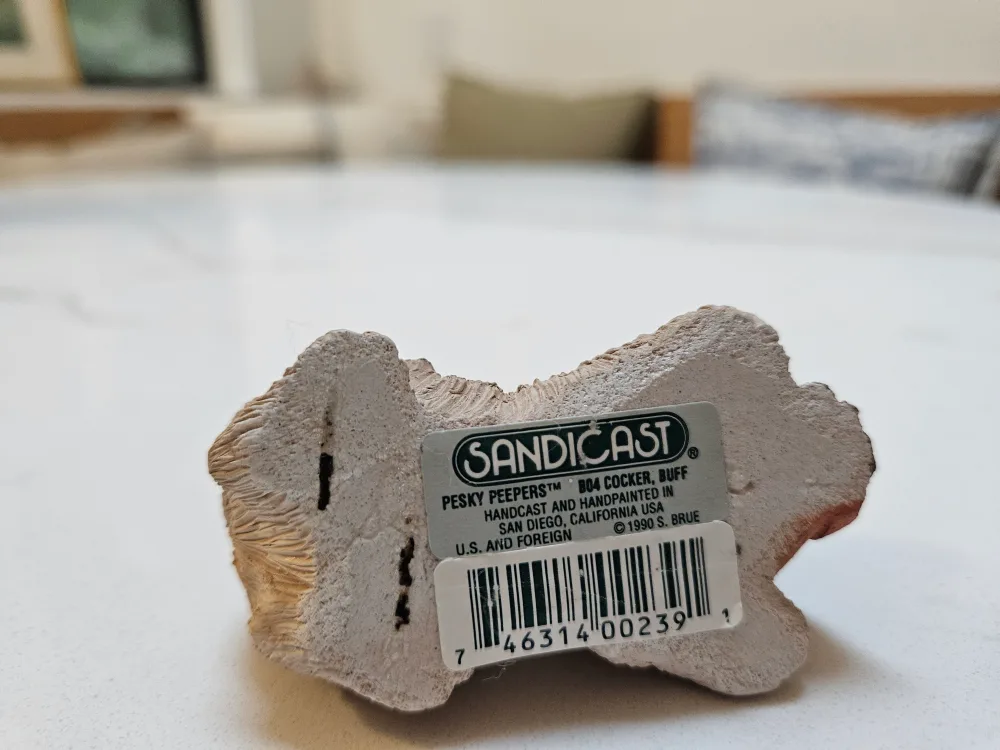 SANDICAST®
PESKY PEEPERS™ B04 COCKER, BUFF
HANDCAST AND HANDPAINTED IN
SAN DIEGO, CALIFORNIA USA
© 1990 S. BRUE
U.S. AND FOREIGN
7 46314 00239 1